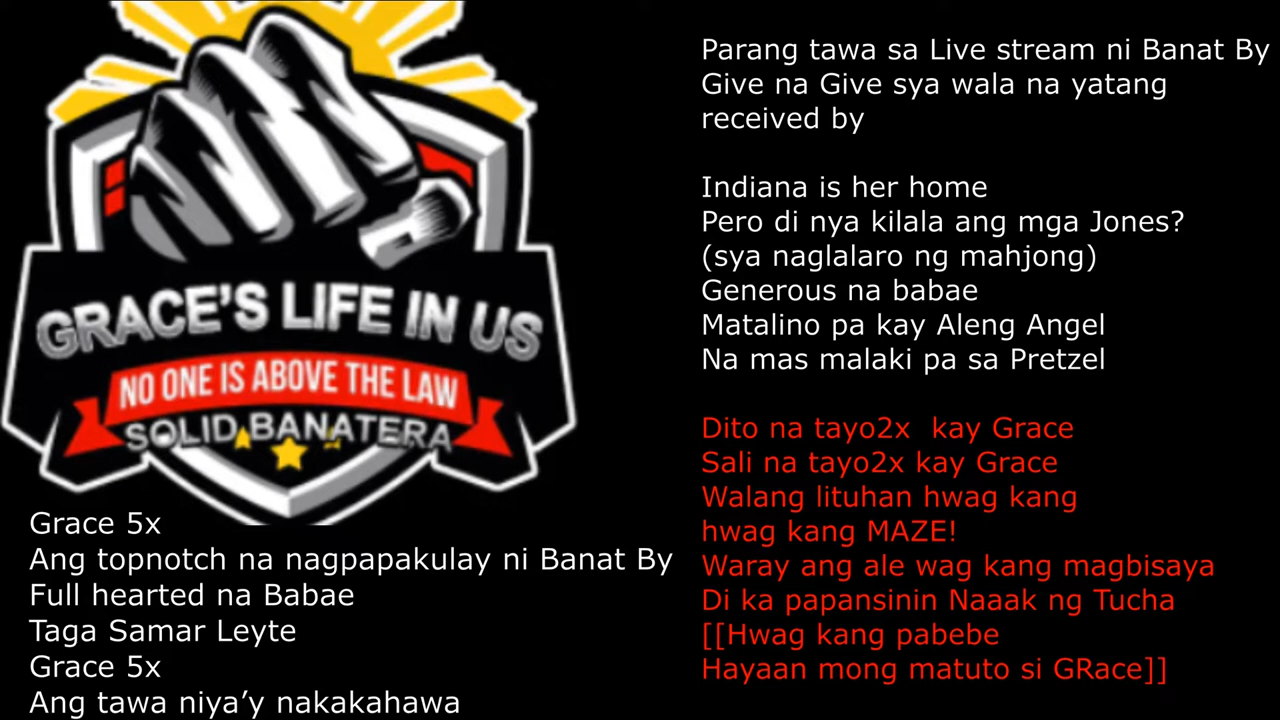 GRACE'S LIFE IN US
NO ONE IS ABOVE THE LAW
SOLID BANATERA
Grace 5x
Ang topnotch na nagpapakulay ni Banat By
Full hearted na Babae
Taga Samar Leyte
Grace 5x
Ang tawa niya’y nakakahawa
Parang tawa sa Live stream ni Banat By
Give na Give sya wala na yatang
received by
Indiana is her home
Pero di nya kilala ang mga Jones?
(sya naglalaro ng mahjong)
Generous na babae
Matalino pa kay Aleng Angel
Na mas malaki pa sa Pretzel
Dito na tayo2x  kay Grace
Sali na tayo2x kay Grace
Walang lituhan hwag kang
hwag kang MAZE!
Waray ang ale wag kang magbisaya
Di ka papansinin Naaak ng Tucha
[[Hwag kang pabebe
Hayaan mong matuto si GRace]]